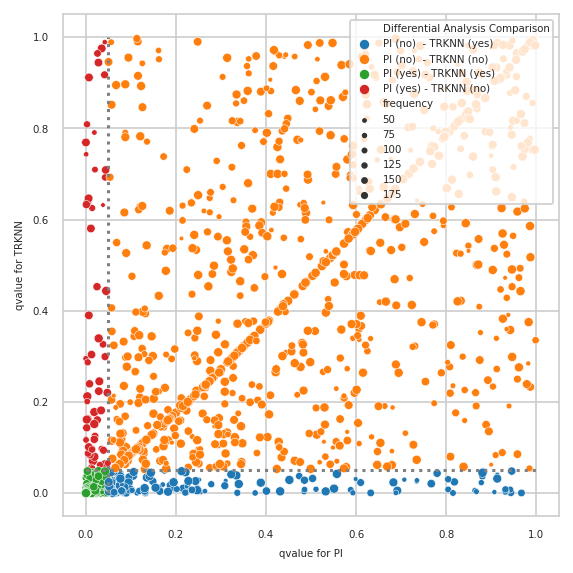 Differential Analysis Comparison
PI (no) - TRKNN (yes)
PI (no) - TRKNN (no)
PI (yes) - TRKNN (yes)
PI (yes) - TRKNN (no)
frequency
50
75
100
125
150
175
1.0
0.8
0.6
0.4
0.2
0.0
qvalue for TRKNN
0.0 0.2 0.4 0.6 0.8 1.0
qvalue for PI